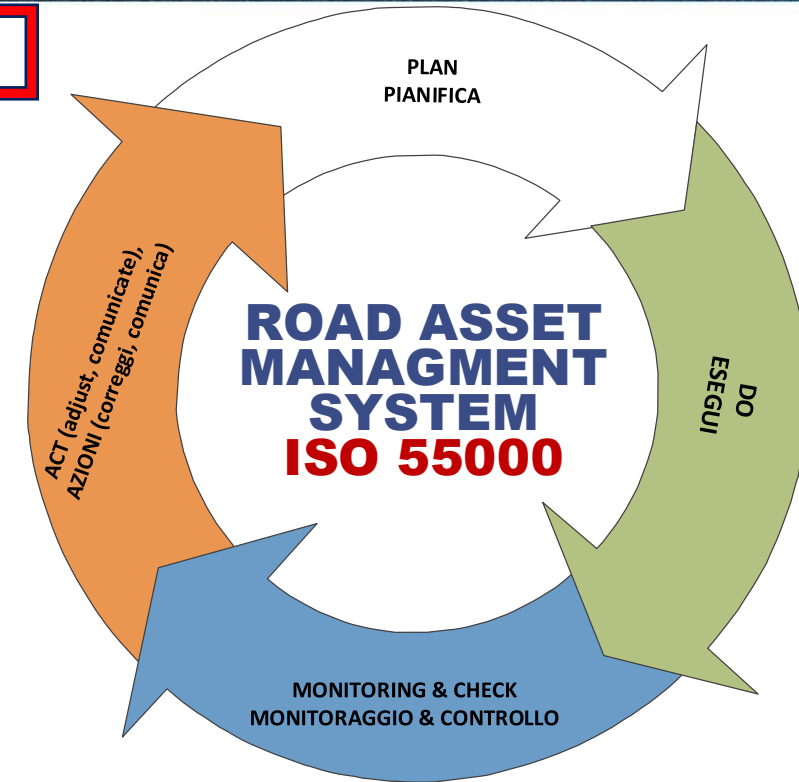 PLAN
PIANIFICA
ROAD ASSET
MANAGMENT
SYSTEM
ISO 55000
DO
ESEGUI
MONITORING & CHECK
MONITORAGGIO & CONTROLLO
ACT (adjust, comunicate),
AZIONI (correggi, comunica)